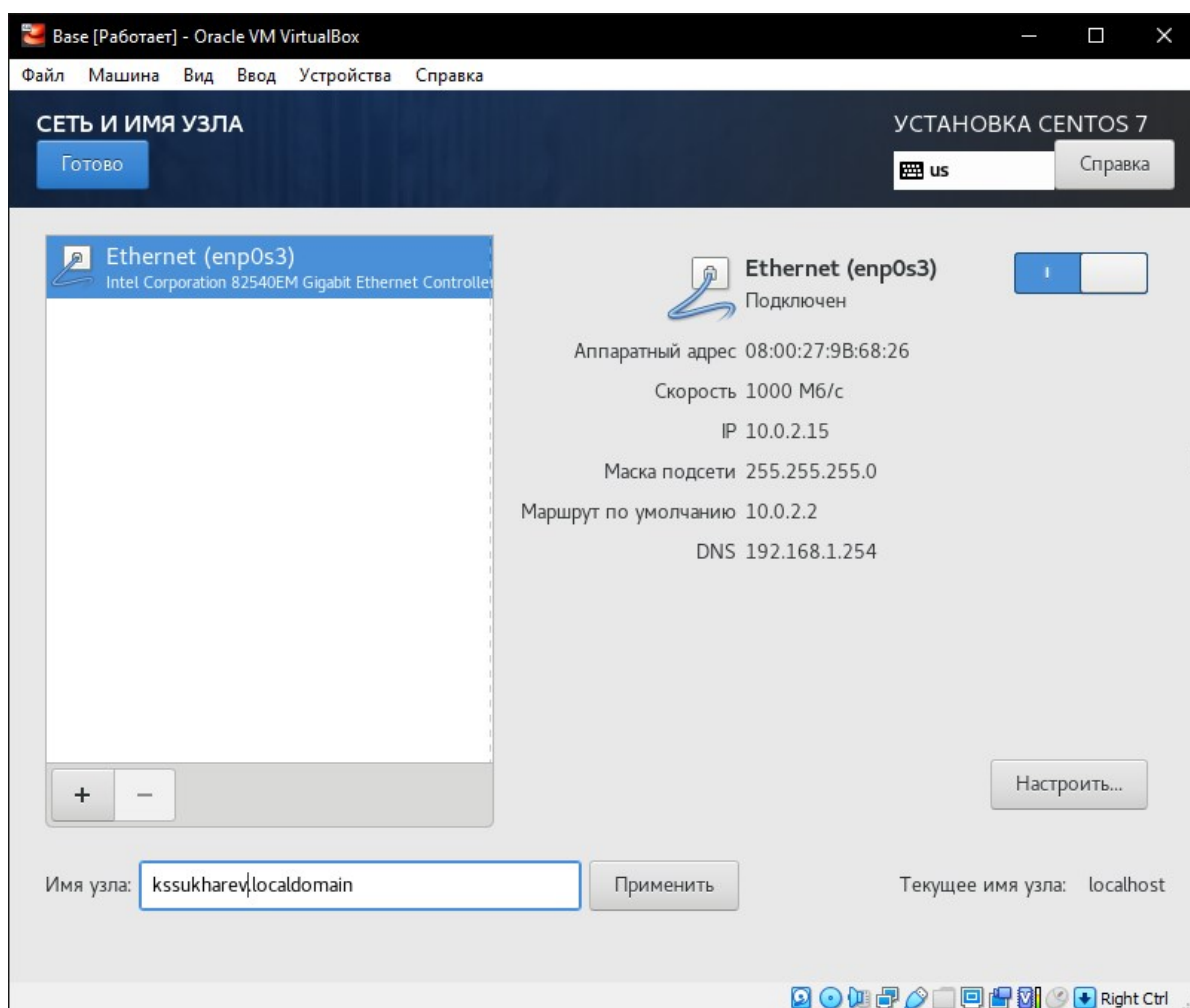 Base [Работает] - Oracle VM VirtualBox
Файл Машина Вид Ввод Устройства Справка
СЕТЬ И ИМЯ УЗЛА
УСТАНОВКА CENTOS 7
Готово
us
Справка
Ethernet (enp0s3)
Intel Corporation 82540EM Gigabit Ethernet Controlle
Ethernet (enp0s3)
Подключен
Аппаратный адрес 08:00:27:9B:68:26
Скорость 1000 Мб/с
IP 10.0.2.15
Маска подсети 255.255.255.0
Маршрут по умолчанию 10.0.2.2
DNS 192.168.1.254
Настроить...
Имя узла: kssukharev.localdomain Применить Текущее имя узла: localhost
Right Ctrl